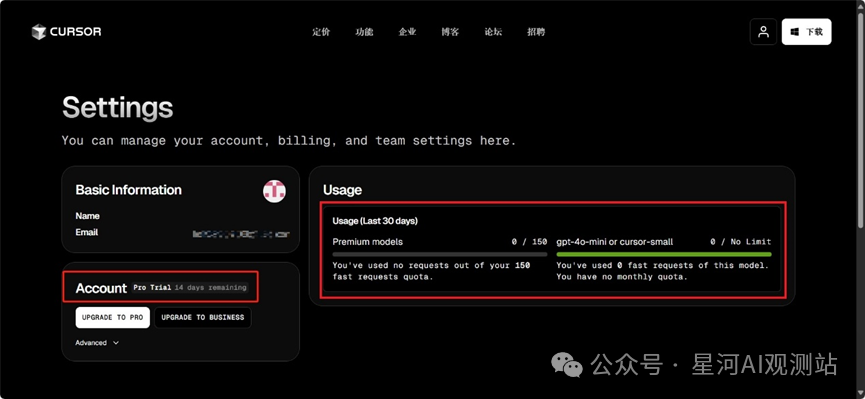 CURSOR
定价 功能 企业 博客 论坛 招聘
下载
Settings
You can manage your account, billing, and team settings here.
Basic Information
Name
Email
Account Pro Trial 14 days remaining
UPGRADE TO PRO UPGRADE TO BUSINESS
Advanced
Usage
Usage (Last 30 days)
Premium models 0 / 150
You've used no requests out of your 150
fast requests quota.
gpt-4o-mini or cursor-small 0 / No Limit
You've used 0 fast requests of this model.
You have no monthly quota.
公众号 · 星河AI观测站